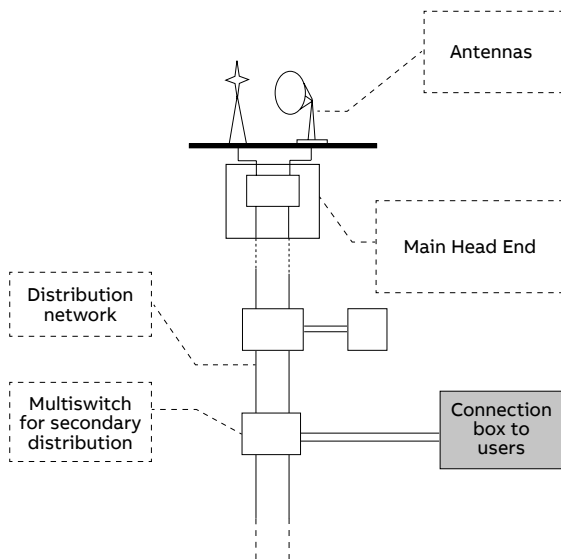 Antennas
Main Head End
Distribution
network
Multiswitch
for secondary
distribution
Connection
box to
users